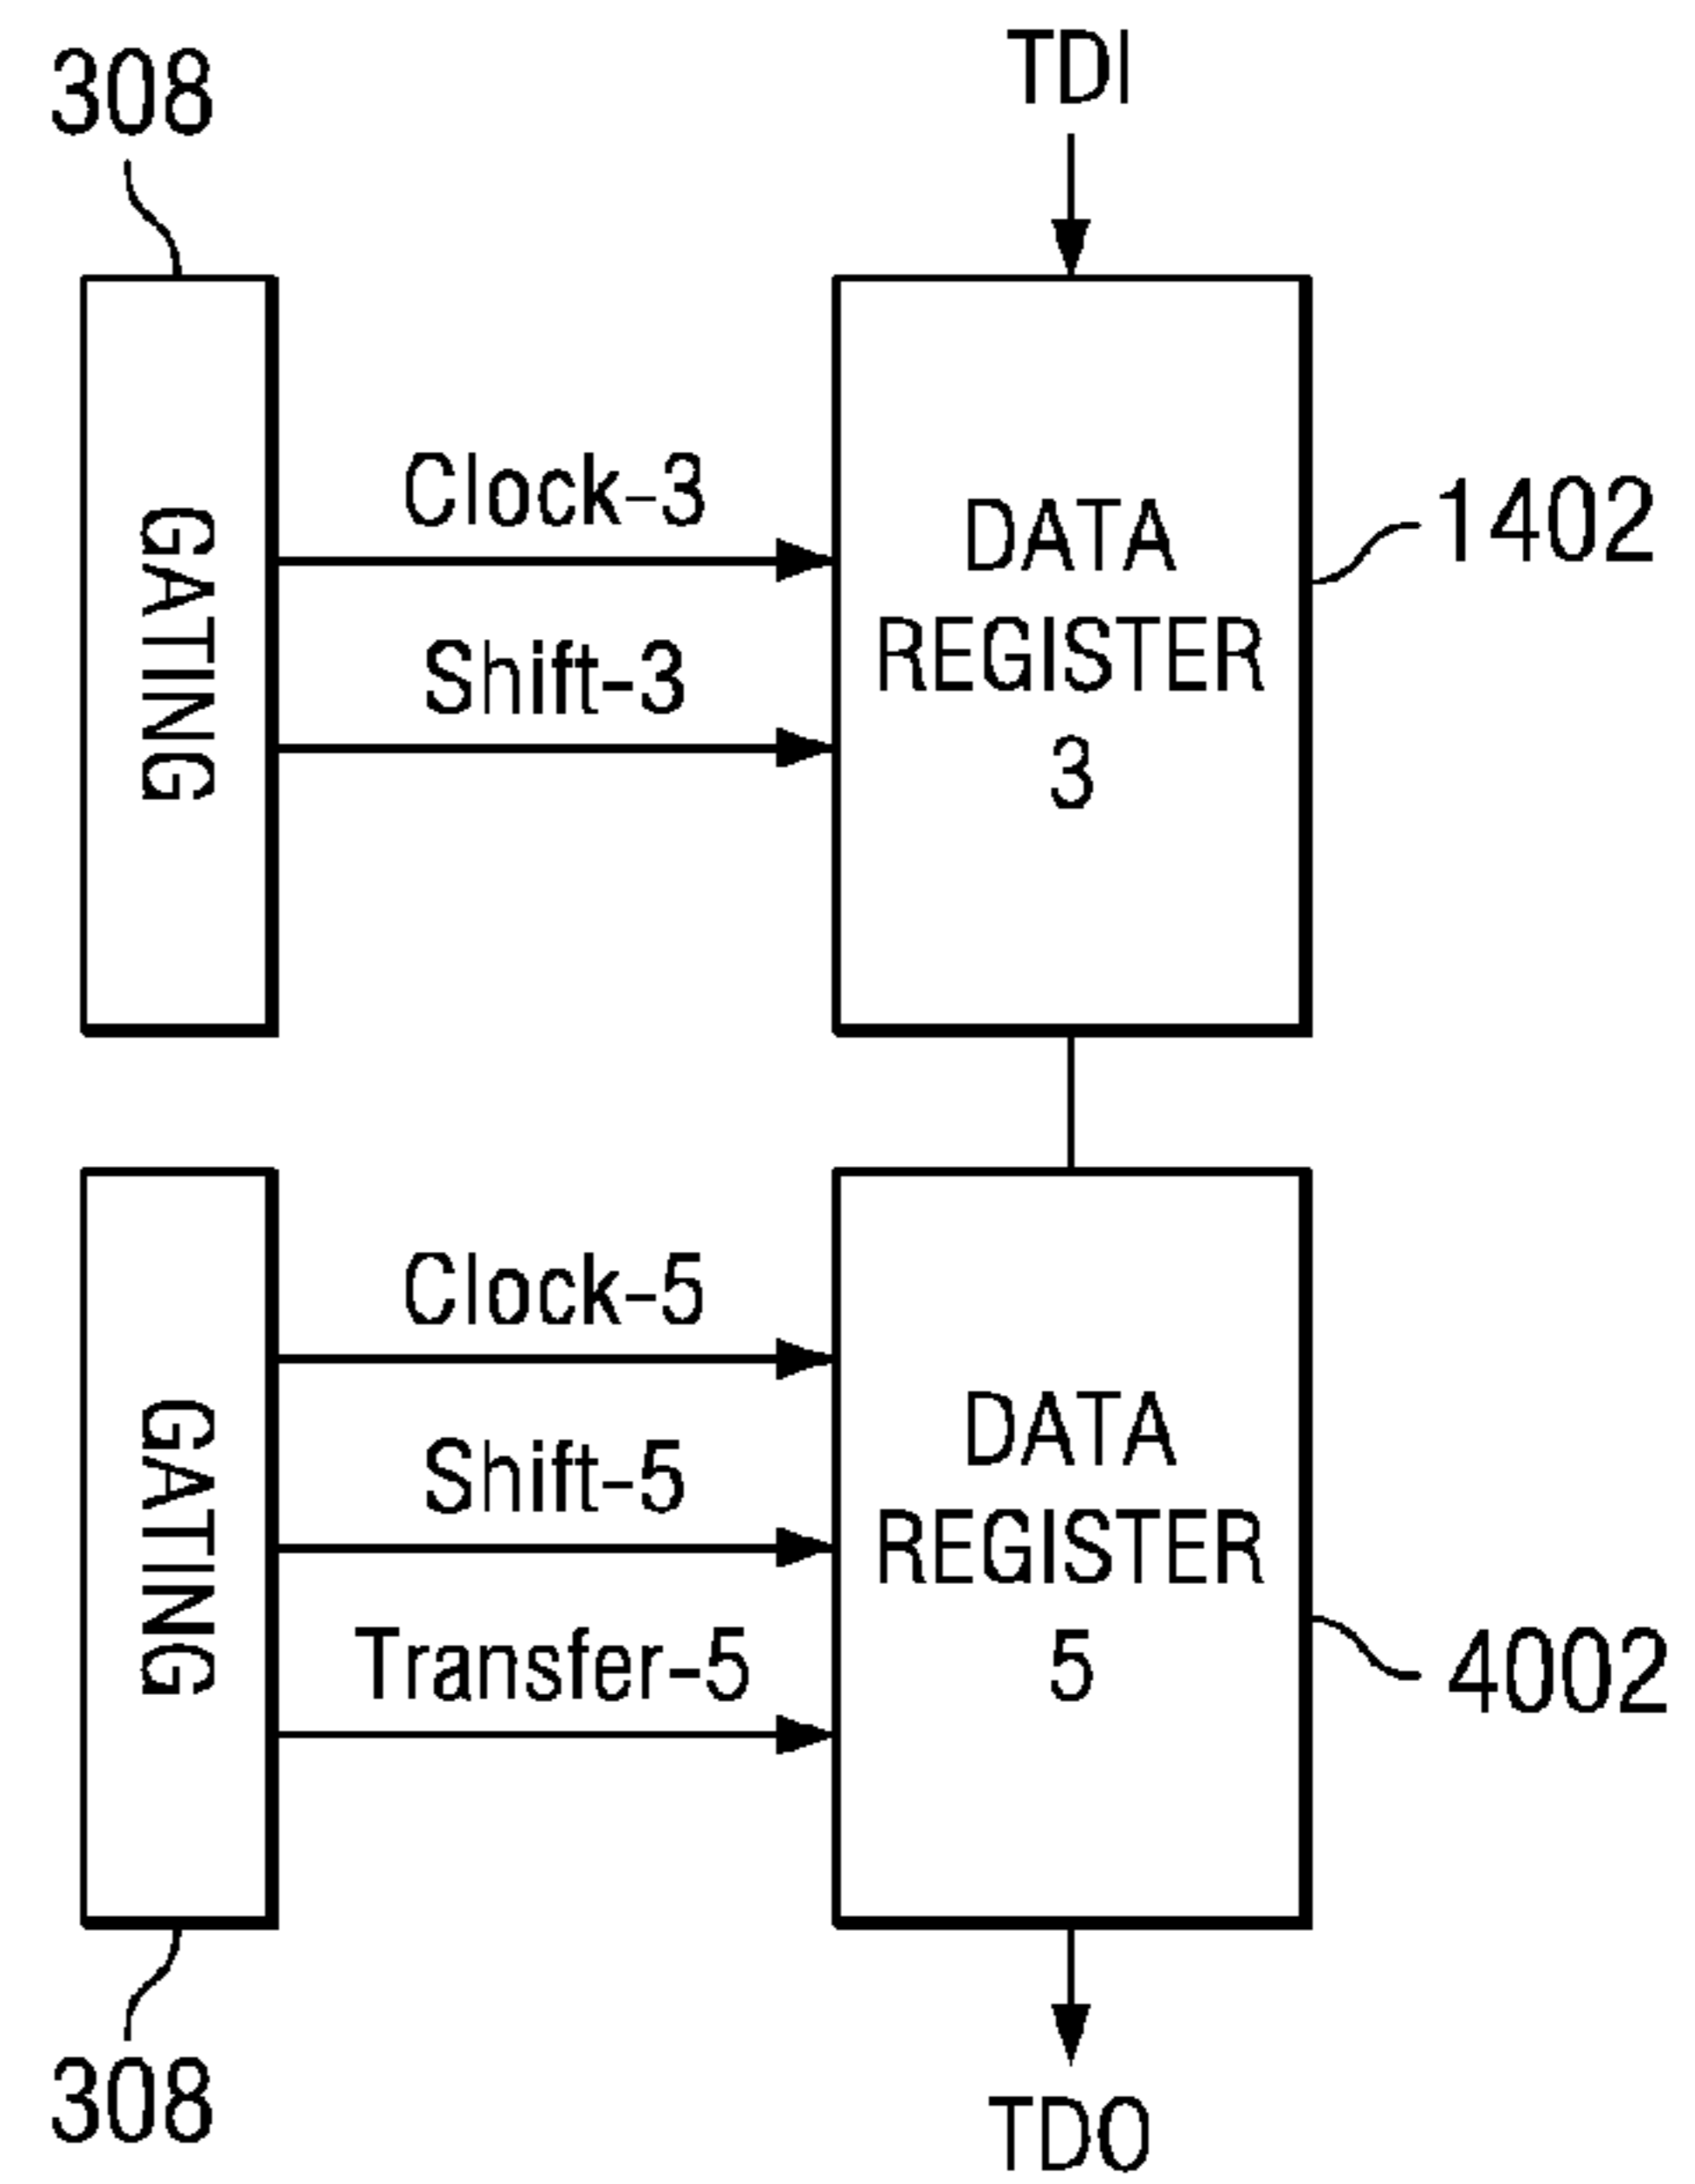 308
TDI
GATING
Clock-3
Shift-3
DATA
REGISTER
3
1402
GATING
Clock-5
Shift-5
Transfer-5
DATA
REGISTER
5
4002
308
TDO